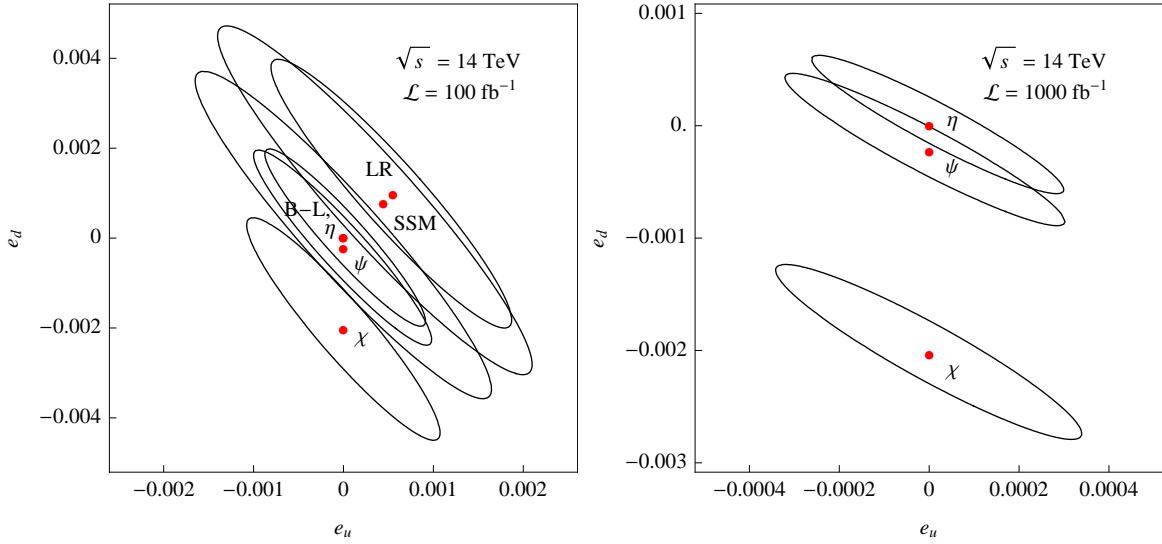 √s = 14 TeV
ℒ = 100 fb⁻¹
LR
B−L,
SSM
η
ψ
χ
0.004
0.002
0
−0.002
−0.004
e_d
−0.002
−0.001
0
0.001
0.002
e_u
√s = 14 TeV
ℒ = 1000 fb⁻¹
η
ψ
χ
0.001
0.
−0.001
−0.002
−0.003
e_d
−0.0004
−0.0002
0
0.0002
0.0004
e_u